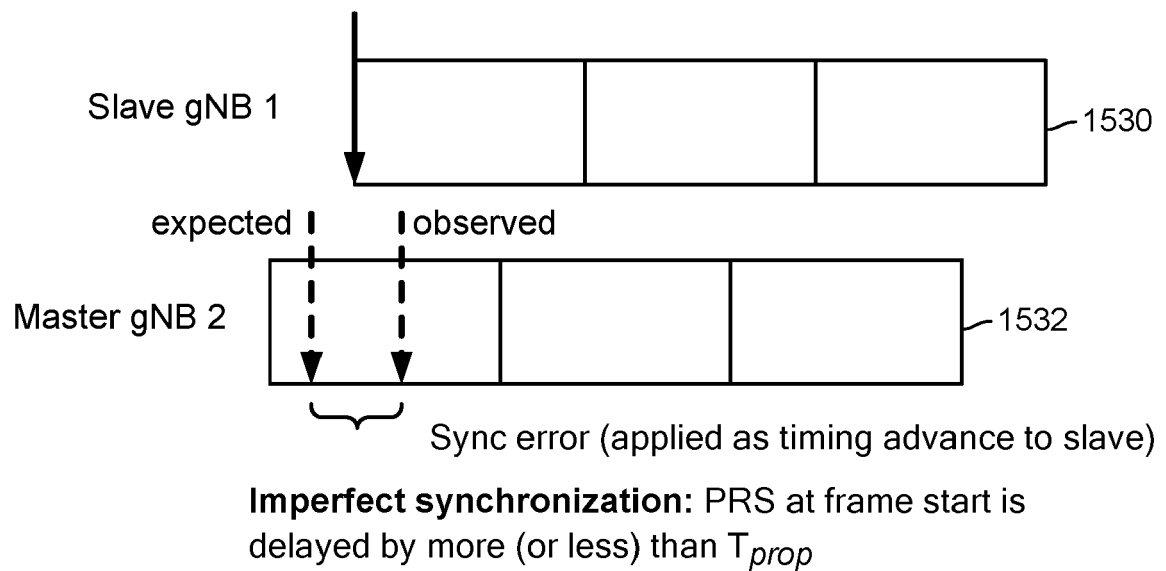 Slave gNB 1
1530
expected
observed
Master gNB 2
1532
Sync error (applied as timing advance to slave)
Imperfect synchronization: PRS at frame start is
delayed by more (or less) than Tprop